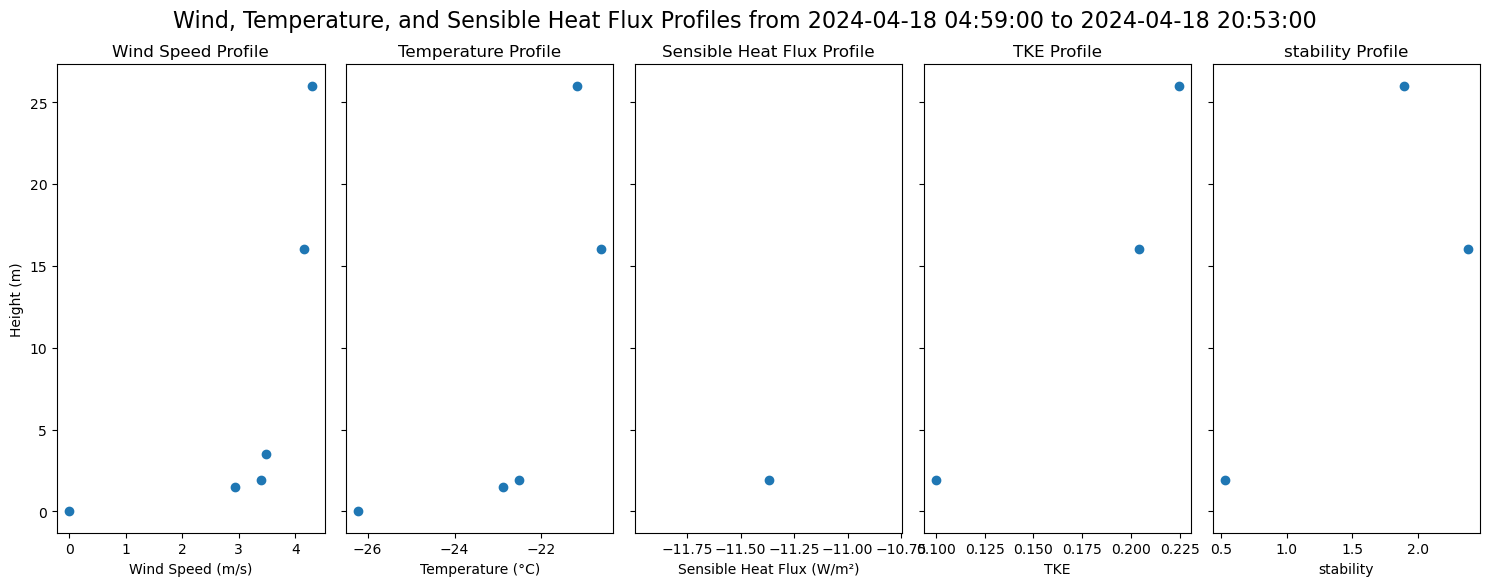 Wind, Temperature, and Sensible Heat Flux Profiles from 2024-04-18 04:59:00 to 2024-04-18 20:53:00
Wind Speed Profile
Temperature Profile
Sensible Heat Flux Profile
TKE Profile
stability Profile
25
20
15
10
5
0
Height (m)
0 1 2 3 4
−26 −24 −22
−11.75 −11.50 −11.25 −11.00 −10.75
0.100 0.125 0.150 0.175 0.200 0.225
0.5 1.0 1.5 2.0
Wind Speed (m/s)
Temperature (°C)
Sensible Heat Flux (W/m²)
TKE
stability